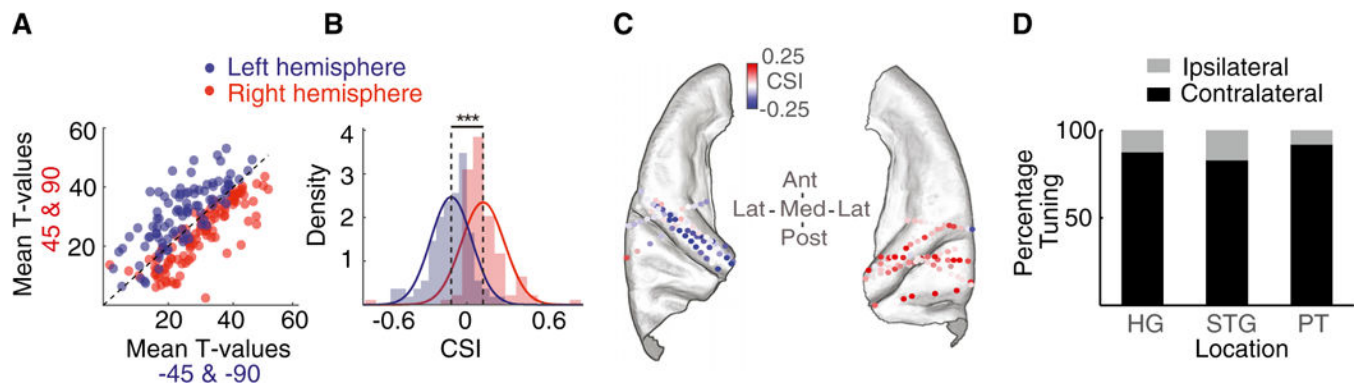 A
Left hemisphere
Right hemisphere
Mean T-values
45 & 90
60
40
20
20
40
60
Mean T-values
-45 & -90
B
***
Density
4
3
2
1
-0.6
0
0.6
CSI
C
0.25
CSI
-0.25
Ant
Lat-Med-Lat
Post
D
Ipsilateral
Contralateral
Percentage
Tuning
100
50
HG
STG
PT
Location